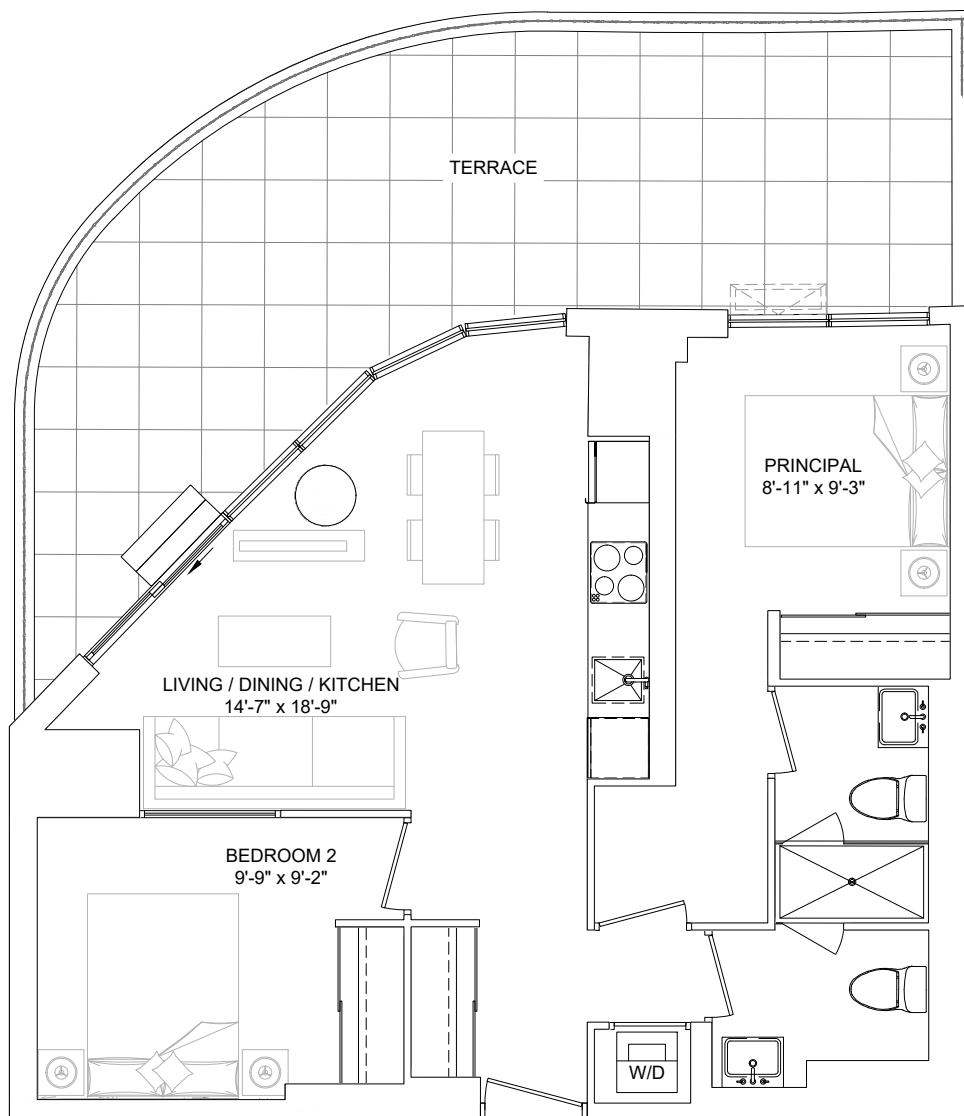 TERRACE
PRINCIPAL
8'-11" x 9'-3"
LIVING / DINING / KITCHEN
14'-7" x 18'-9"
BEDROOM 2
9'-9" x 9'-2"
W/D